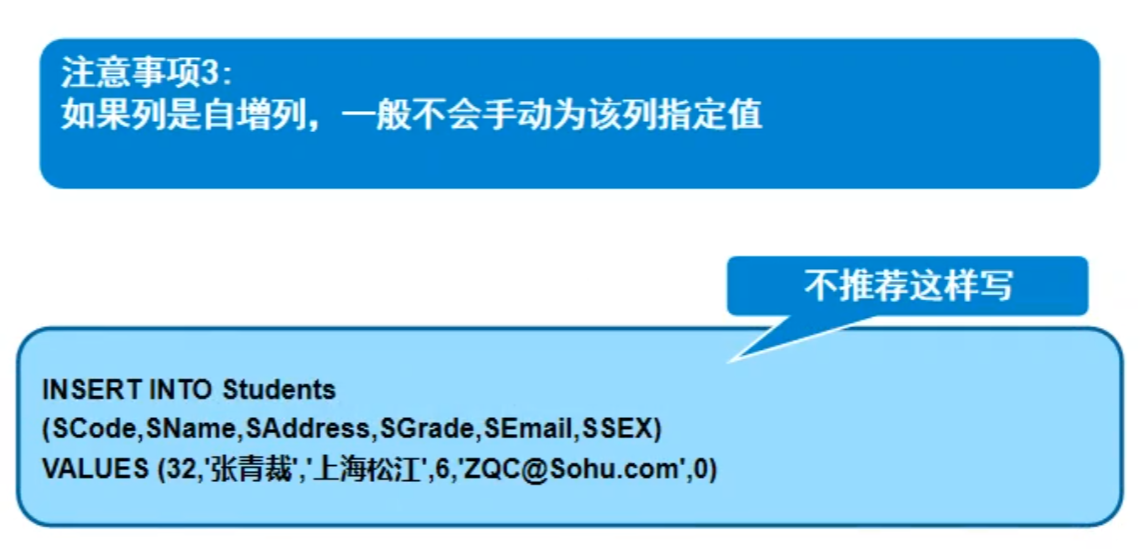 注意事项3:
如果列是自增列，一般不会手动为该列指定值
不推荐这样写
INSERT INTO Students
(SCode,SName,SAddress,SGrade,SEmail,SSEX)
VALUES (32,'张青裁','上海松江',6,'ZQC@Sohu.com',0)